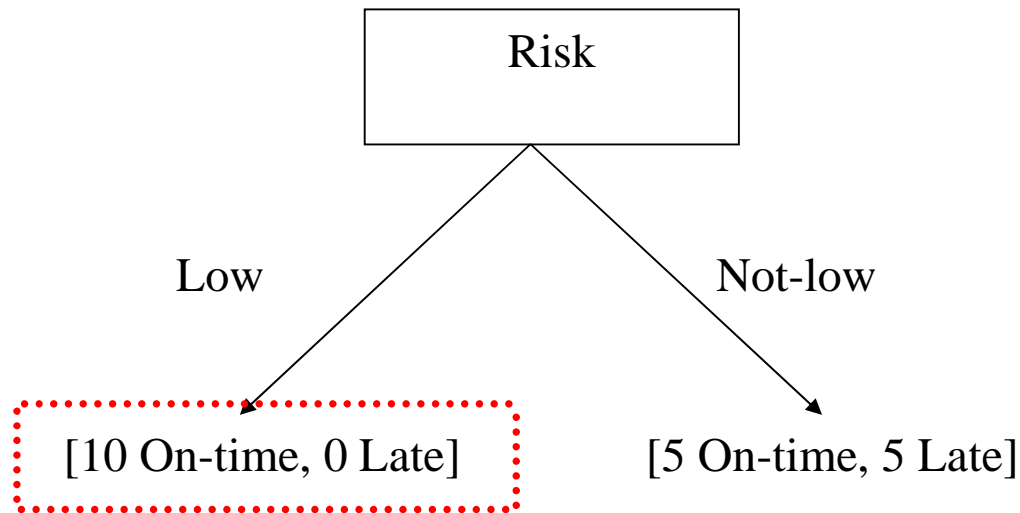 Risk
Low
Not-low
[10 On-time, 0 Late]
[5 On-time, 5 Late]